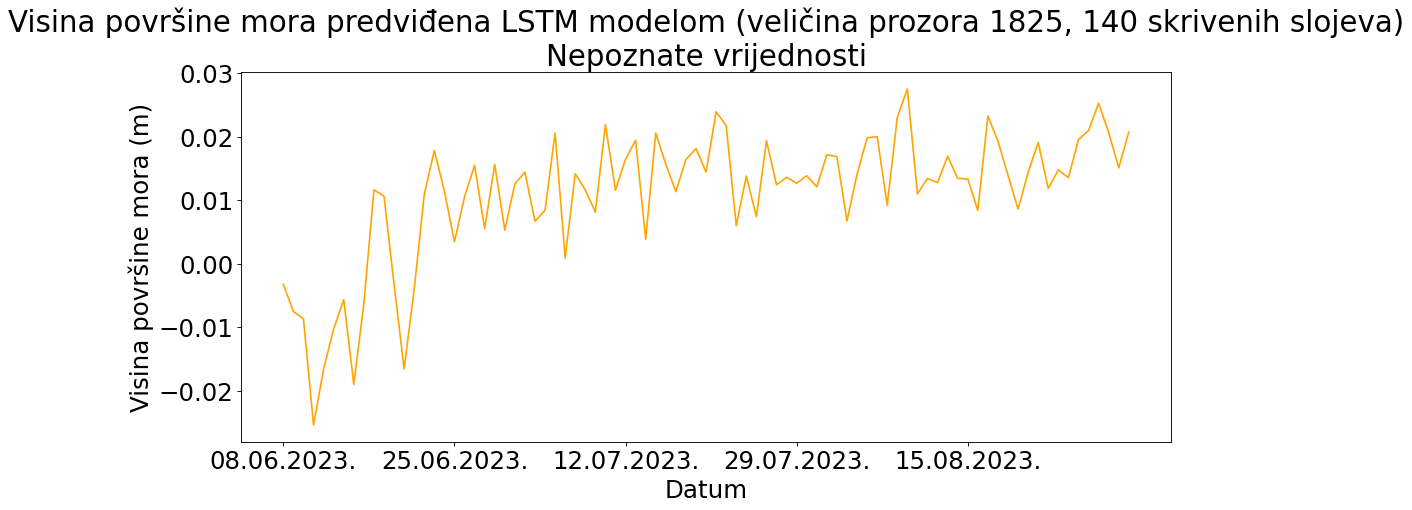 Visina površine mora predviđena LSTM modelom (veličina prozora 1825, 140 skrivenih slojeva)
Nepoznate vrijednosti
Visina površine mora (m)
0.03
0.02
0.01
0.00
−0.01
−0.02
08.06.2023. 25.06.2023. 12.07.2023. 29.07.2023. 15.08.2023.
Datum